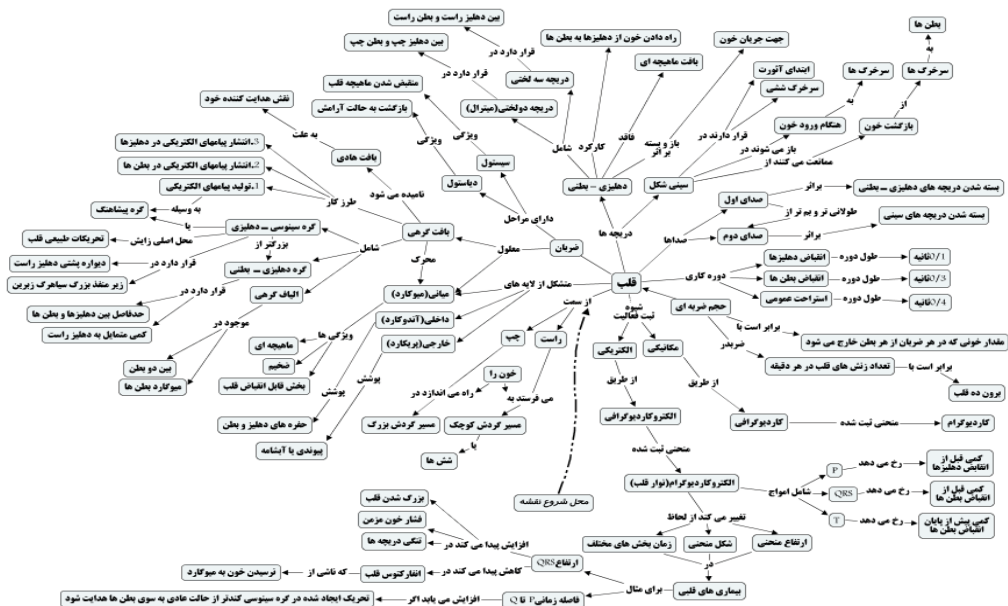 بطن ها
به
سرخرگ ها
از
بازگشت خون
سرخرگ ها
به
هنگام ورود خون
ابتدای آئورت
سرخرگ ششی
جهت جریان خون
راه دادن خون از دهلیزها به بطن ها
بافت ماهیچه ای
بین دهلیز راست و بطن راست
قرار دارد در
دریچه سه لختی
بین دهلیز چپ و بطن چپ
قرار دارد در
دریچه دولختی(میترال)
شامل
کارکرد
فاقد
باز و بسته
بر اثر
قرار دارند در
باز می شوند در
ممانعت می کنند از
دهلیزی - بطنی
سینی شکل
دریچه ها
منقبض شدن ماهیچه قلب
ویژگی
سیستول
بازگشت به حالت آرامش
ویژگی
دیاستول
دارای مراحل
ضربان
معلول
نقش هدایت کننده خود
به علت
بافت هادی
نامیده می شود
3.انتشار پیامهای الکتریکی در دهلیزها
2.انتشار پیامهای الکتریکی در بطن ها
1.تولید پیامهای الکتریکی
طرز کار
به وسیله
گره پیشاهنگ
یا
گره سینوسی ــ دهلیزی
بافت گرهی
شامل
محرک
محل اصلی زایش
تحریکات طبیعی قلب
قرار دارد در
دیواره پشتی دهلیز راست
زیر منفذ بزرگ سیاهرگ زبرین
بزرگتر از
گره دهلیزی ــ بطنی
قرار دارد در
حدفاصل بین دهلیزها و بطن ها
کمی متمایل به دهلیز راست
الیاف گرهی
موجود در
بین دو بطن
میوکارد بطن ها
صدای اول
براثر
بسته شدن دریچه های دهلیزی ــ بطنی
طولانی تر و بم تر از
صداها
صدای دوم
براثر
بسته شدن دریچه های سینی
قلب
متشکل از لایه های
میانی(میوکارد)
داخلی(آندوکارد)
خارجی(پریکارد)
ویژگی ها
ماهیچه ای
ضخیم
بخش قابل انقباض قلب
پوشش
حفره های دهلیز و بطن
پوشش
پیوندی یا آبشامه
دوره کاری
انقباض دهلیزها
طول دوره
0/1ثانیه
انقباض بطن ها
طول دوره
0/3ثانیه
استراحت عمومی
طول دوره
0/4ثانیه
حجم ضربه ای
برابر است با
مقدار خونی که در هر ضربان از هر بطن خارج می شود
ضربدر
تعداد زنش های قلب در هر دقیقه
برابر است با
برون ده قلب
از سمت
راست
چپ
خون را
راه می اندازد در
مسیر گردش بزرگ
می فرستد به
مسیر گردش کوچک
یا
شش ها
شیوه
ثبت فعالیت
مکانیکی
الکتریکی
از طریق
کاردیوگرافی
منحنی ثبت شده
کاردیوگرام
از طریق
الکتروکاردیوگرافی
منحنی ثبت شده
الکتروکاردیوگرام(نوار قلب)
شامل امواج
P
رخ می دهد
کمی قبل از
انقباض دهلیزها
QRS
رخ می دهد
کمی قبل از
انقباض بطن ها
T
رخ می دهد
کمی پیش از پایان
انقباض بطن ها
محل شروع نقشه
تغییر می کند از لحاظ
ارتفاع منحنی
شکل منحنی
زمان بخش های مختلف
در
بیماری های قلبی
برای مثال
ارتفاعQRS
افزایش پیدا می کند در
بزرگ شدن قلب
فشار خون مزمن
تنگی دریچه ها
کاهش پیدا می کند در
انفارکتوس قلب
که ناشی از
نرسیدن خون به میوکارد
فاصله زمانیP تا Q
افزایش می یابد اگر
تحریک ایجاد شده در گره سینوسی کندتر از حالت عادی به سوی بطن ها هدایت شود